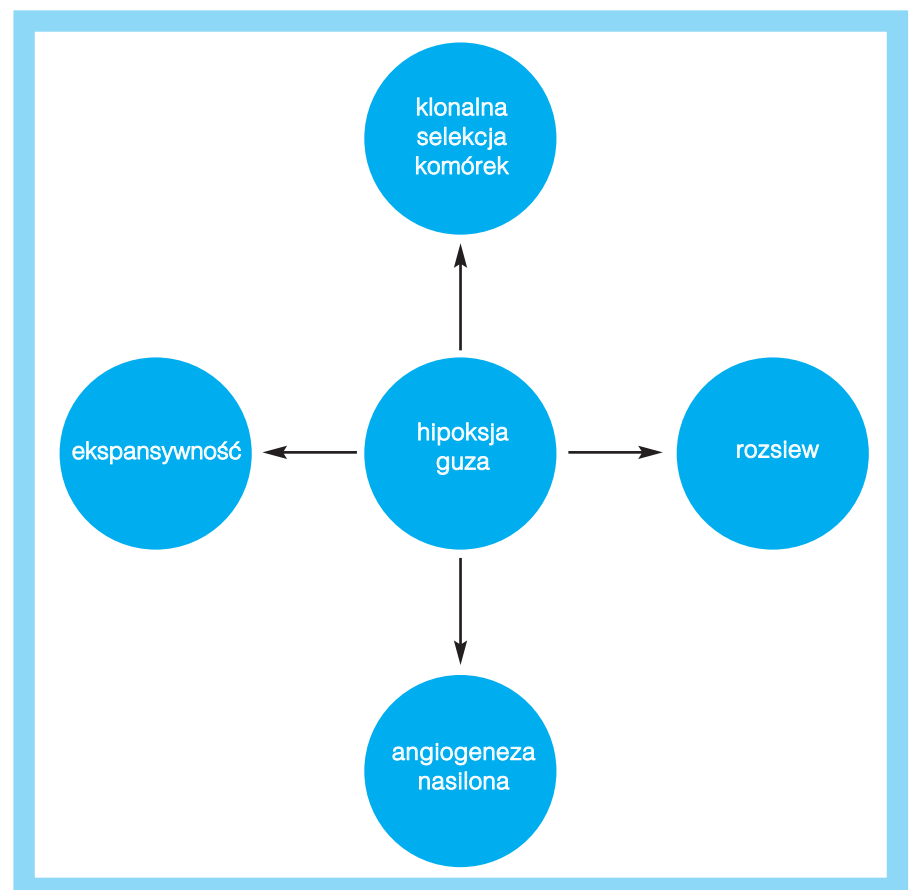 klonalna
selekcja
komórek
ekspansywność
hipoksja
guza
rozsiew
angiogeneza
nasilona